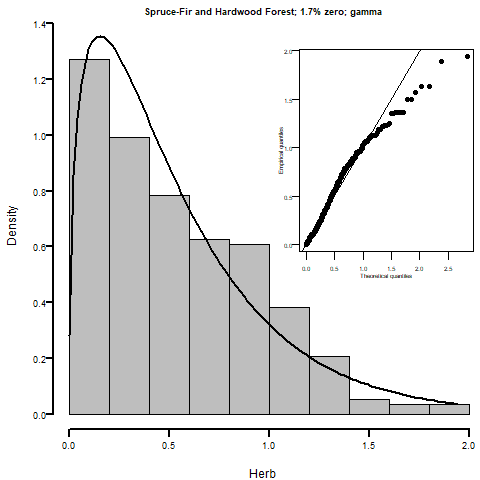 Spruce-Fir and Hardwood Forest; 1.7% zero; gamma
1.4
1.2
1.0
0.8
0.6
0.4
0.2
0.0
Density
0.0 0.5 1.0 1.5 2.0
Herb
2.0
1.5
1.0
0.5
0.0
Empirical quantiles
0.0 0.5 1.0 1.5 2.0 2.5
Theoretical quantiles